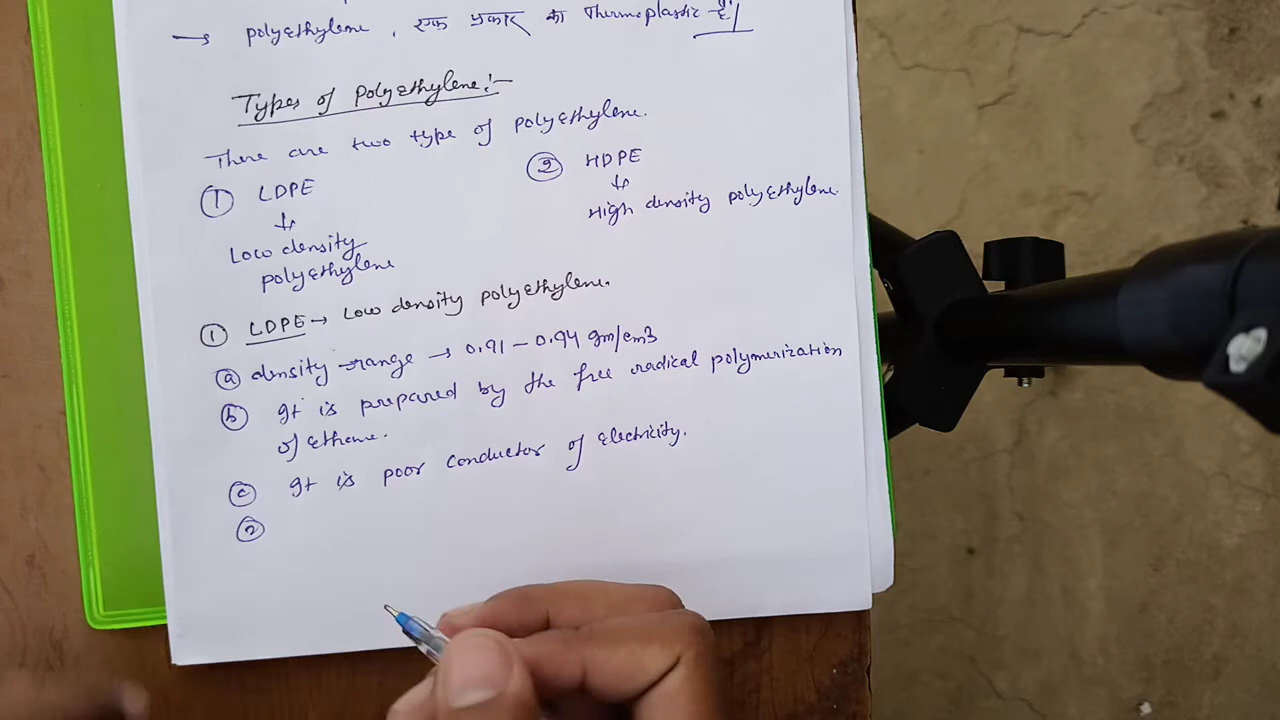 → polyethylene, एक प्रकार का Thermoplastic है|
Types of polyethylene:-
There are two type of polyethylene.
① LDPE
↓
Low density
polyethylene
② HDPE
↓
High density polyethylene
① LDPE → Low density polyethylene.
ⓐ density range → 0.91 – 0.94 gm/cm3
ⓑ It is prepared by the free radical polymerization
of ethene.
ⓒ It is poor conductor of electricity.
②